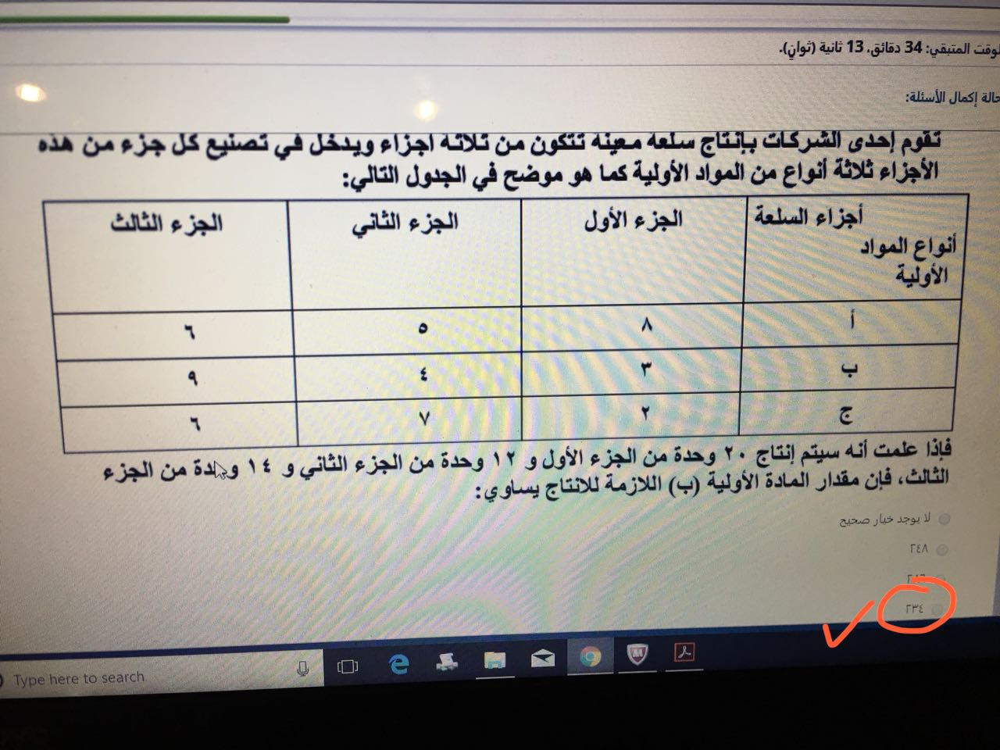 لوقت المتبقي: 34 دقائق، 13 ثانية (ثوانٍ).
حالة إكمال الأسئلة:
تقوم إحدى الشركات بإنتاج سلعة معينة تتكون من ثلاثة اجزاء ويدخل في تصنيع كل جزء من هذه
الأجزاء ثلاثة أنواع من المواد الأولية كما هو موضح في الجدول التالي:
أجزاء السلعة الجزء الأول الجزء الثاني الجزء الثالث
أنواع المواد
الأولية
أ ٨ ٥ ٦
ب ٣ ٤ ٩
ج ٢ ٧ ٦
فإذا علمت أنه سيتم إنتاج ٢٠ وحدة من الجزء الأول و ١٢ وحدة من الجزء الثاني و ١٤ وحدة من الجزء
الثالث، فإن مقدار المادة الأولية (ب) اللازمة للانتاج يساوي:
لا يوجد خيار صحيح
٢٤٨
٢٣٤
Type here to search